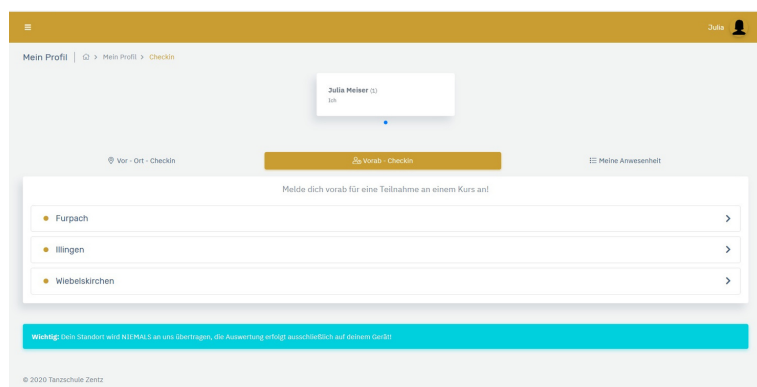 Julia
Mein Profil | > Mein Profil > Checkin
Julia Meiser (1)
Ich
Vor - Ort - Checkin
Vorab - Checkin
Meine Anwesenheit
Melde dich vorab für eine Teilnahme an einem Kurs an!
Furpach
Illingen
Wiebelskirchen
Wichtig: Dein Standort wird NIEMALS an uns übertragen, die Auswertung erfolgt ausschließlich auf deinem Gerät!
© 2020 Tanzschule Zentz